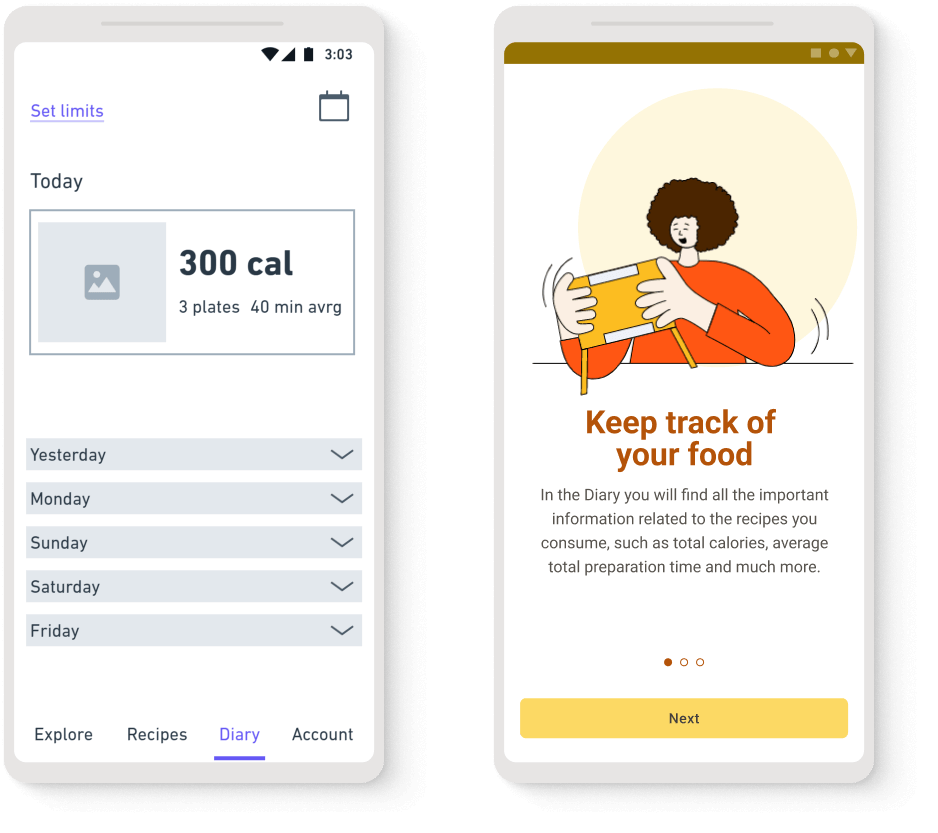 3:03
Set limits
Today
300 cal
3 plates 40 min avrg
Yesterday
Monday
Sunday
Saturday
Friday
Explore Recipes Diary Account
Keep track of
your food
In the Diary you will find all the important
information related to the recipes you
consume, such as total calories, average
total preparation time and much more.
Next